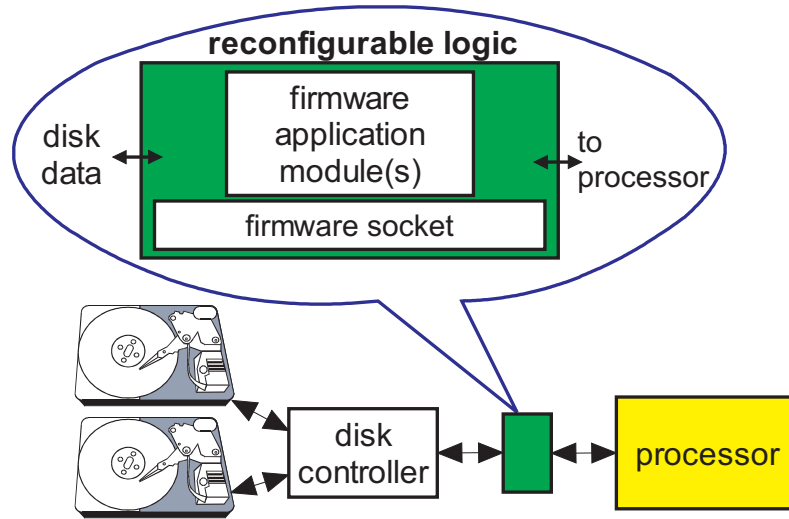 reconfigurable logic
firmware
application
module(s)
disk
data
to
processor
firmware socket
disk
controller
processor